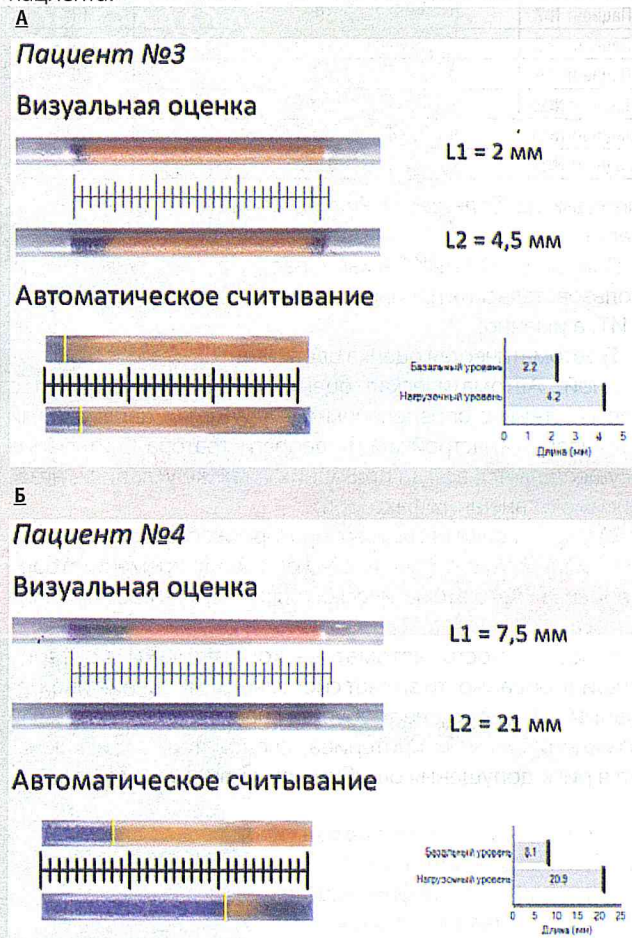 пациента.
А
Пациент №3
Визуальная оценка
L1 = 2 мм
L2 = 4,5 мм
Автоматическое считывание
Базальный уровень 2.2
Нагрузочный уровень 4.2
0 1 2 3 4 5
Длина (мм)
Б
Пациент №4
Визуальная оценка
L1 = 7,5 мм
L2 = 21 мм
Автоматическое считывание
Базальный уровень 8.1
Нагрузочный уровень 20.9
0 5 10 15 20 25
Длина (мм)